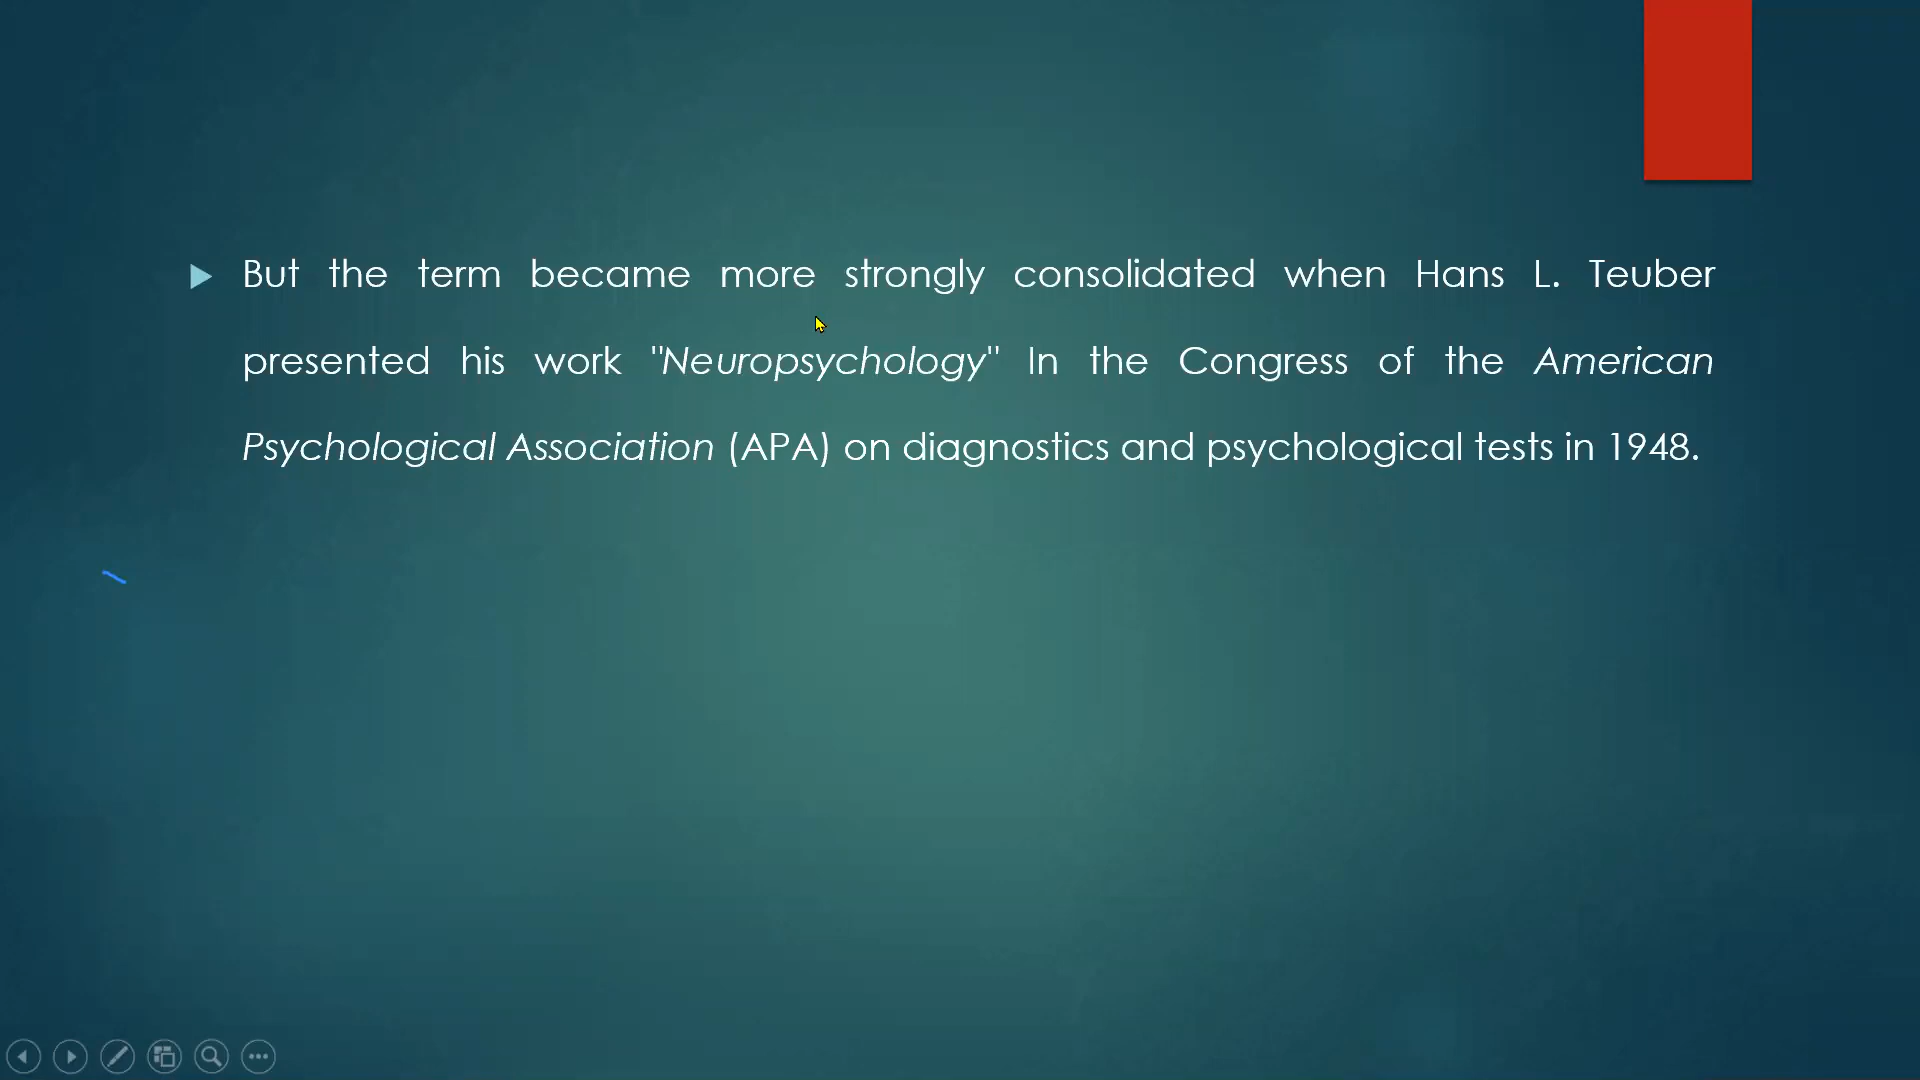 But the term became more strongly consolidated when Hans L. Teuber
presented his work "Neuropsychology" In the Congress of the American
Psychological Association (APA) on diagnostics and psychological tests in 1948.